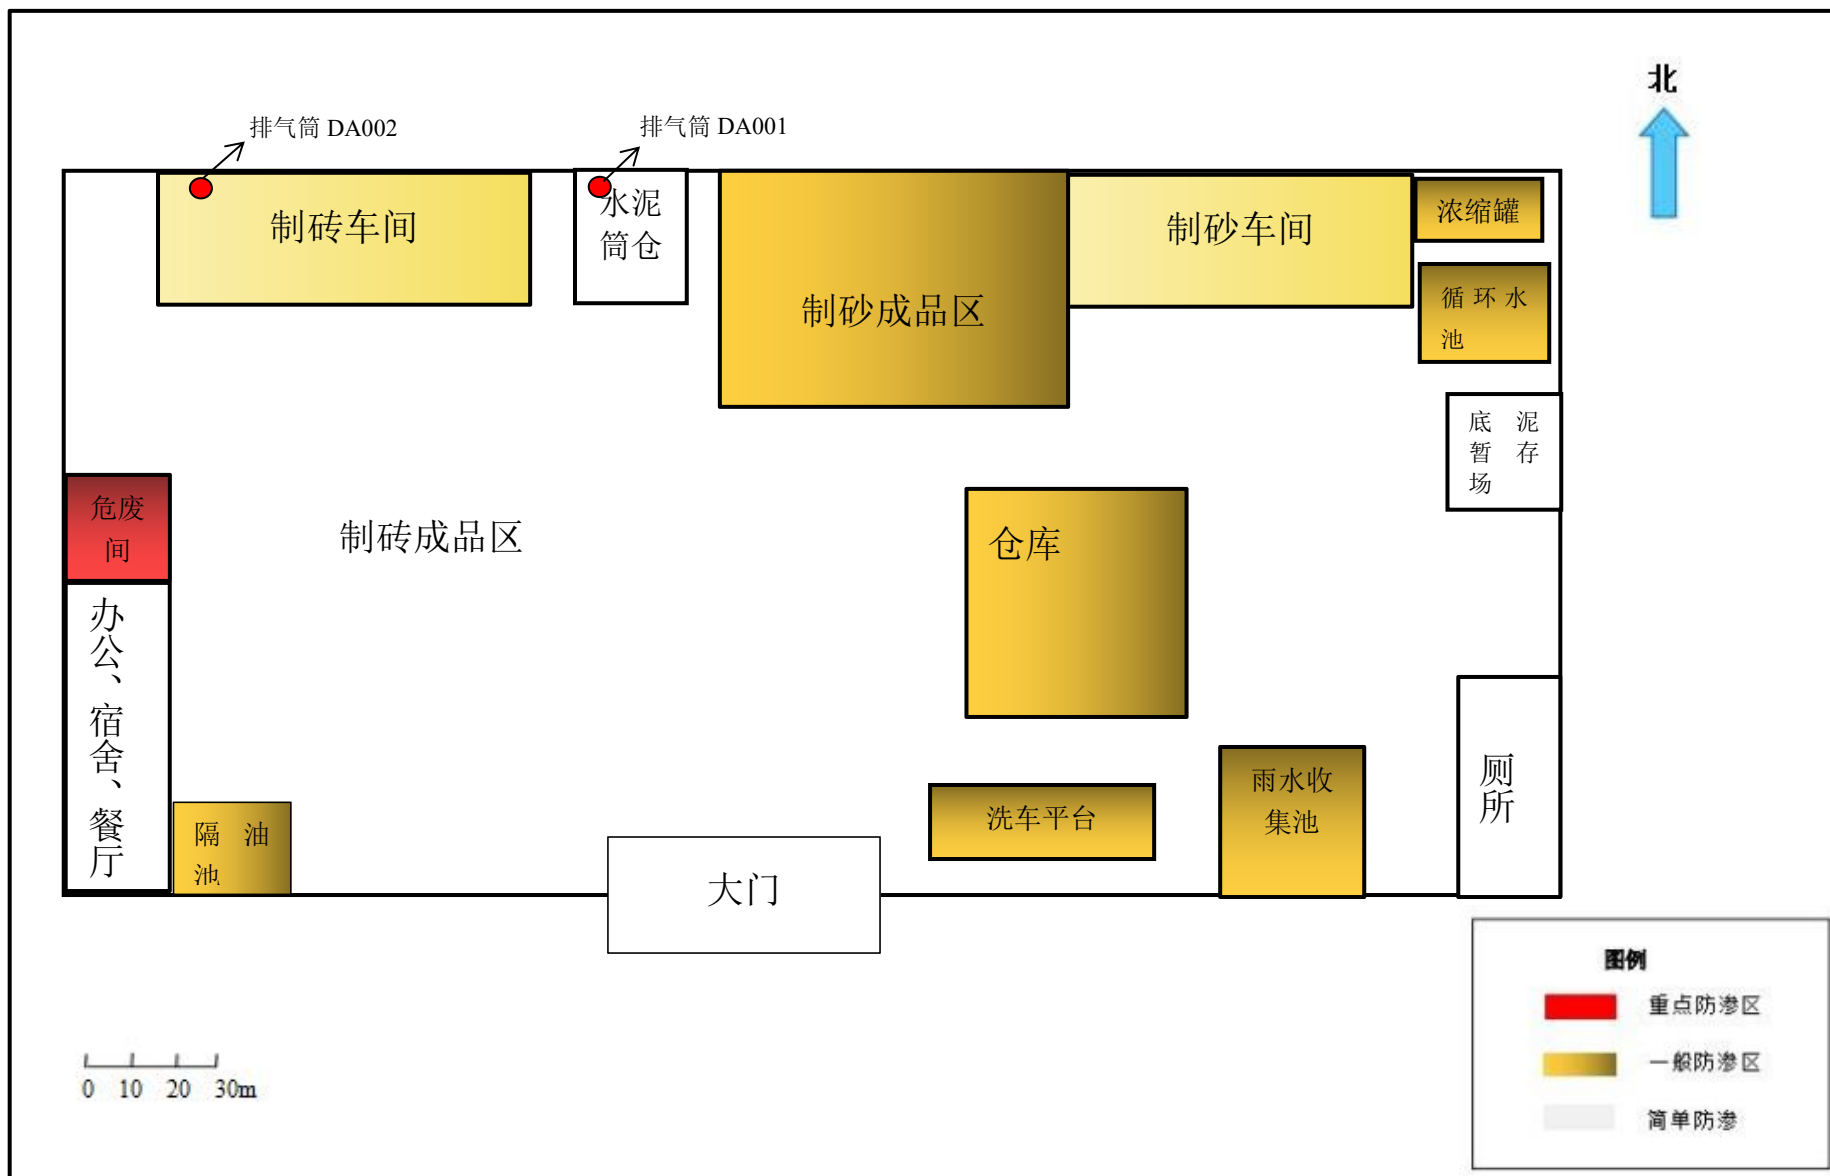 北
排气筒 DA002
排气筒 DA001
制砖车间
水泥
筒仓
制砂成品区
制砂车间
浓缩罐
循环水
池
底泥
暂存
场
危废
间
制砖成品区
仓库
办公、宿舍、餐厅
隔油
池
大门
洗车平台
雨水收
集池
厕所
图例
重点防渗区
一般防渗区
简单防渗
0 10 20 30m